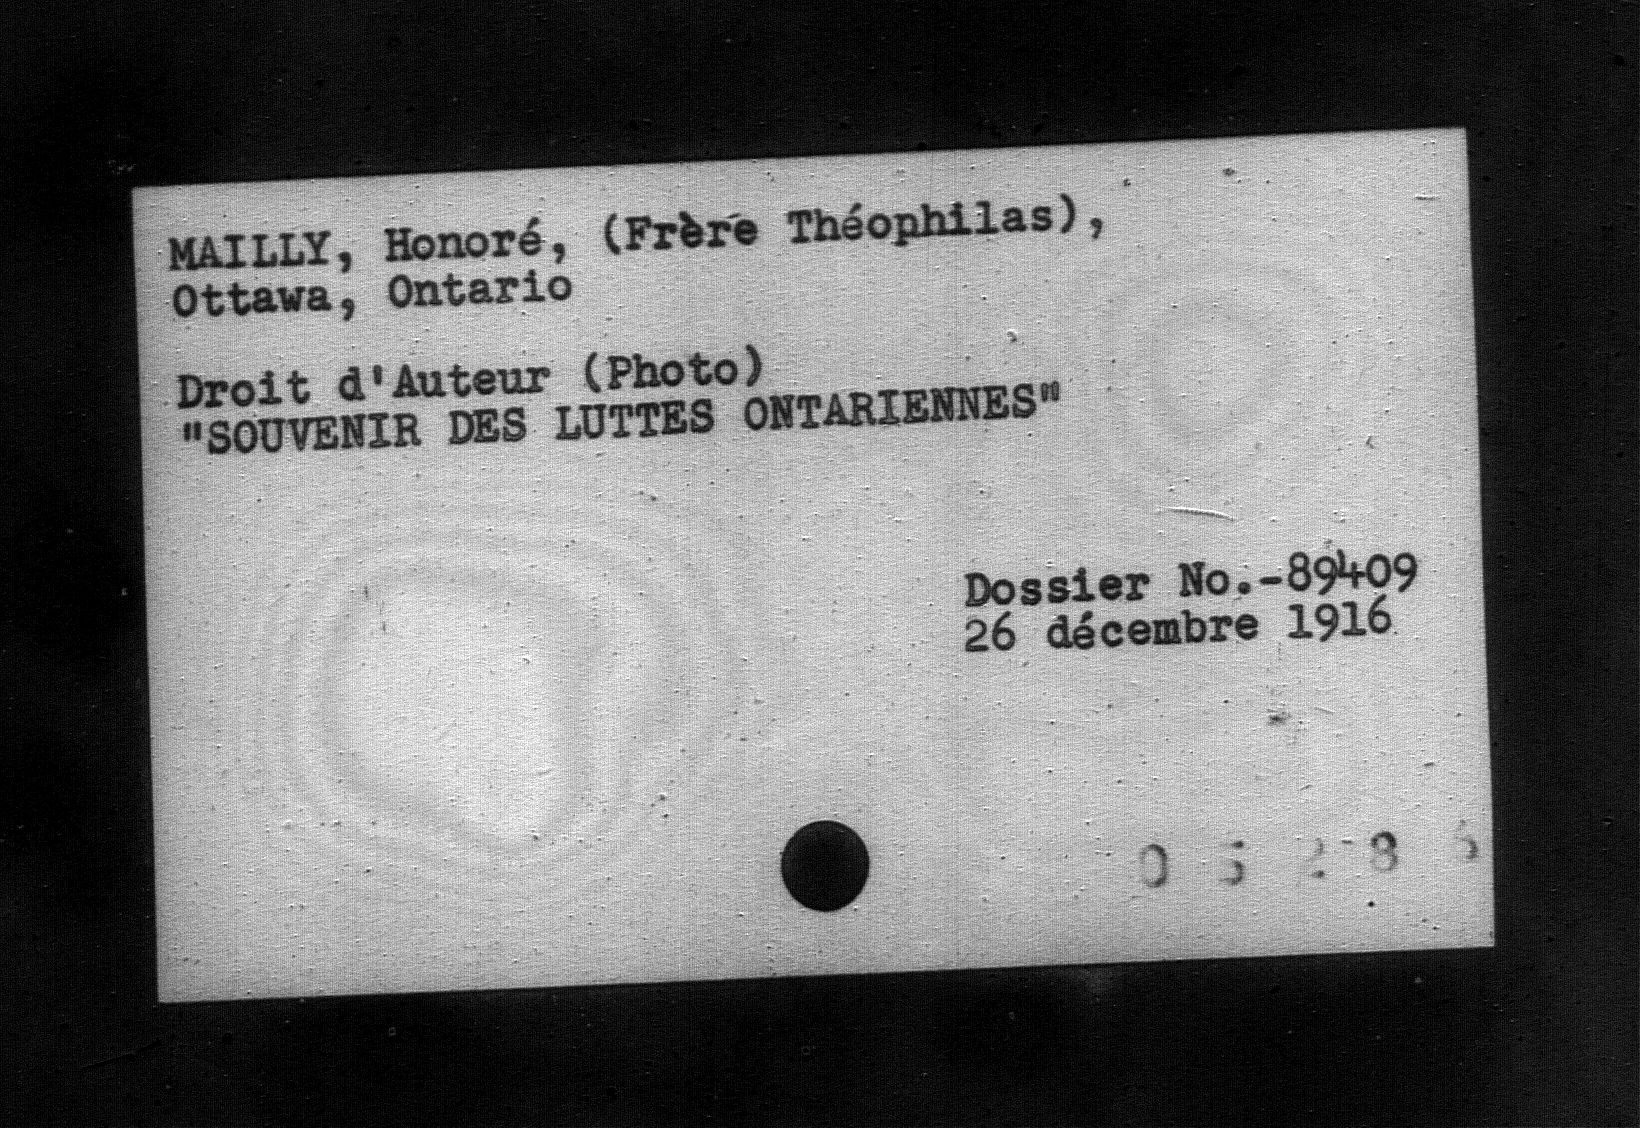 MAILLY, Honoré, (Frère Théophilas),
Ottawa, Ontario
Droit d'Auteur (Photo)
"SOUVENIR DES LUTTES ONTARIENNES"
Dossier No.-89409
26 décembre 1916